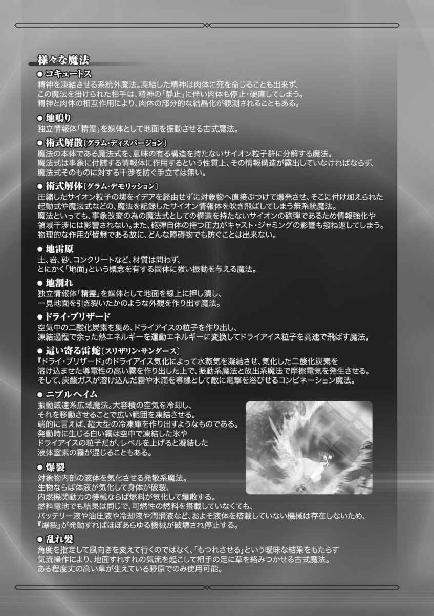 様々な魔法
●コキュートス
精神を凍結させる系統外魔法。凍結した精神は肉体に死を命じることも出来ず、
この魔法を掛けられた相手は、精神の「静止」に伴い肉体も停止・硬直してしまう。
精神と肉体の相互作用により、肉体の部分的な結晶化が観測されることもある。
●地鳴り
独立情報体「精霊」を媒体として地面を振動させる古式魔法。
●術式解散[グラム・ディスパージョン]
魔法の本体である魔法式を、意味の有る構造を持たないサイオン粒子群に分解する魔法。
魔法式は事象に付随する情報体に作用するという性質上、その情報構造が露出していなければならず、
魔法式そのものに対する干渉を防ぐ手立ては無い。
●術式解体[グラム・デモリッション]
圧縮したサイオン粒子の塊をイデアを経由せずに対象物へ直接ぶつけて爆発させ、そこに付け加えられた
起動式や魔法式などの、魔法を記述したサイオン情報体を吹き飛ばしてしまう無系統魔法。
魔法といっても、事象改変の為の魔法式としての構造を持たないサイオンの砲弾であるため情報強化や
領域干渉には影響されない。また、砲弾自体の持つ圧力がキャスト・ジャミングの影響も撥ね返してしまう。
物理的な作用が皆無である故に、どんな障碍物でも防ぐことは出来ない。
●地雷原
土、岩、砂、コンクリートなど、材質は問わず、
とにかく「地面」という概念を有する固体に強い振動を与える魔法。
●地割れ
独立情報体「精霊」を媒体として地面を線上に押し潰し、
一見地面を引き裂いたかのような外観を作り出す魔法。
●ドライ・ブリザード
空気中の二酸化炭素を集め、ドライアイスの粒子を作り出し、
凍結過程で余った熱エネルギーを運動エネルギーに変換してドライアイス粒子を高速で飛ばす魔法。
●這い寄る雷蛇[スリザリン・サンダース]
『ドライ・ブリザード』のドライアイス気化によって水蒸気を凝結させ、気化した二酸化炭素を
溶け込ませた導電性の高い霧を作り出した上で、振動系魔法と放出系魔法で摩擦電気を発生させる。
そして、炭酸ガスが溶け込んだ霧や水滴を導線として敵に電撃を浴びせるコンビネーション魔法。
●ニブルヘイム
振動減速系広域魔法。大容積の空気を冷却し、
それを移動させることで広い範囲を凍結させる。
端的に言えば、超大型の冷凍庫を作り出すようなものである。
発動時に生じる白い霧は空中で凍結した氷や
ドライアイスの粒子だが、レベルを上げると凝結した
液体窒素の霧が混じることもある。
●爆裂
対象物内部の液体を気化させる発散系魔法。
生物ならば体液が気化して身体が破裂、
内燃機関動力の機械ならば燃料が気化して爆散する。
燃料電池でも結果は同じで、可燃性の燃料を搭載していなくても、
バッテリー液や油圧液や冷却液や潤滑液など、およそ液体を搭載していない機械は存在しないため、
『爆裂』が発動すればほぼあらゆる機械が破壊され停止する。
●乱れ髪
角度を指定して風向きを変えて行くのではなく、「もつれさせる」という曖昧な結果をもたらす
気流操作により、地面すれすれの気流を起こして相手の足に草を絡みつかせる古式魔法。
ある程度丈の高い草が生えている野原でのみ使用可能。